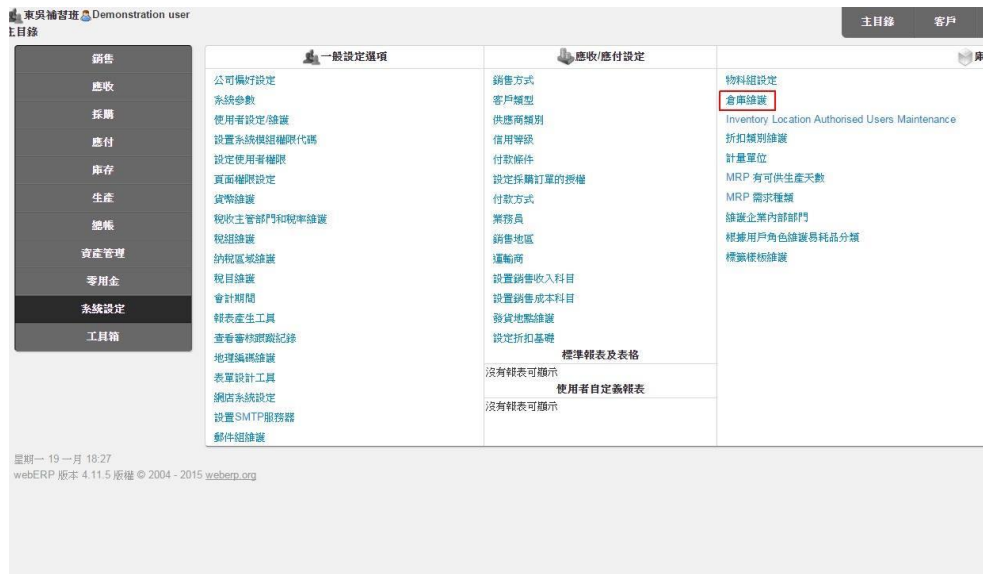 東吳補習班 Demonstration user
主目錄
主目錄
客戶
銷售
應收
採購
應付
庫存
生產
總帳
資產管理
零用金
系統設定
工具箱
一般設定選項
公司偏好設定
系統參數
使用者設定/維護
設置系統模組權限代碼
設定使用者權限
頁面權限設定
貨幣維護
稅收主管部門和稅率維護
稅組維護
納稅區域維護
稅目維護
會計期間
報表產生工具
查看審核跟蹤記錄
地理編碼維護
表單設計工具
網店系統設定
設置SMTP服務器
郵件組維護
應收/應付設定
銷售方式
客戶類型
供應商類別
信用等級
付款條件
設定採購訂單的授權
付款方式
業務員
銷售地區
運輸商
設置銷售收入科目
設置銷售成本科目
發貨地點維護
設定折扣基礎
標準報表及表格
沒有報表可顯示
使用者自定義報表
沒有報表可顯示
庫
物料組設定
倉庫維護
Inventory Location Authorised Users Maintenance
折扣類別維護
計量單位
MRP 有可供生產天數
MRP 需求種類
維護企業內部部門
根據用戶角色維護易耗品分類
標籤樣板維護
星期一 19 一月 18:27
webERP 版本 4.11.5 版權 © 2004 - 2015 weberp.org